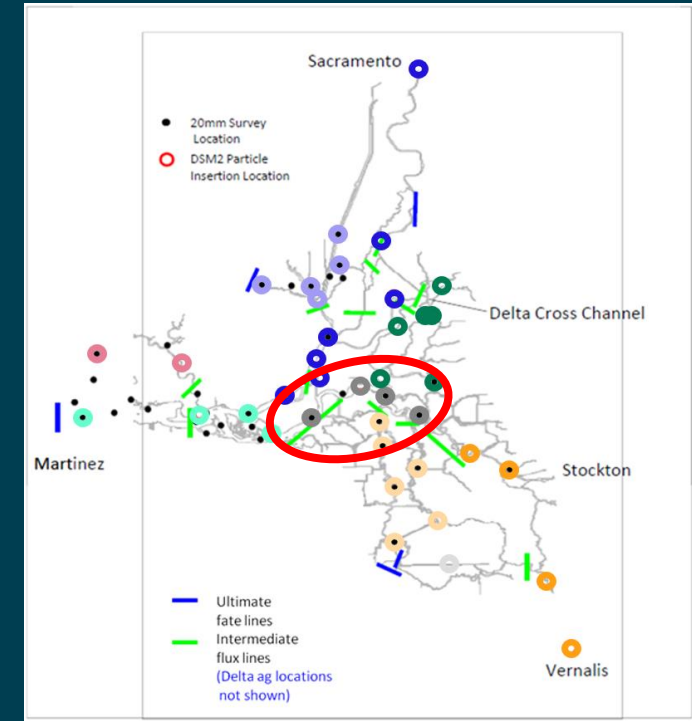 Sacramento
20mm Survey
Location
DSM2 Particle
Insertion Location
Delta Cross Channel
Martinez
Stockton
Ultimate
fate lines
Intermediate
flux lines
(Delta ag locations
not shown)
Vernalis